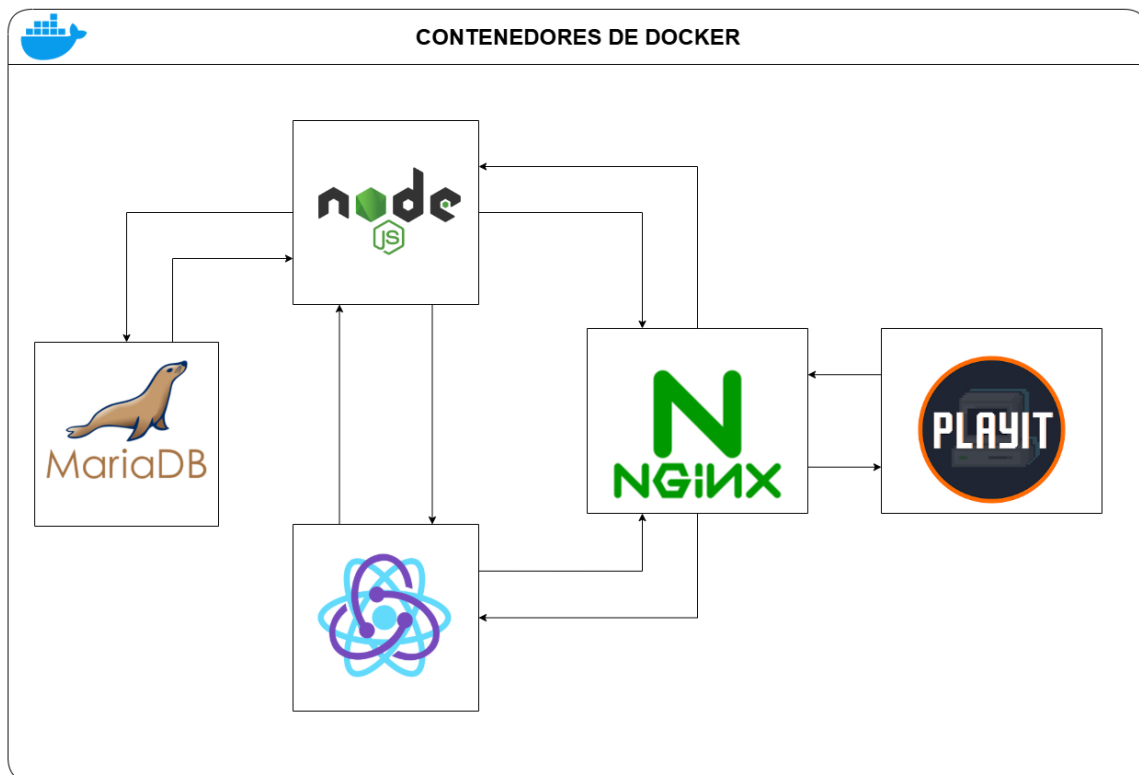 CONTENEDORES DE DOCKER
node
JS
MariaDB
N
NGiNX
PLAYIT